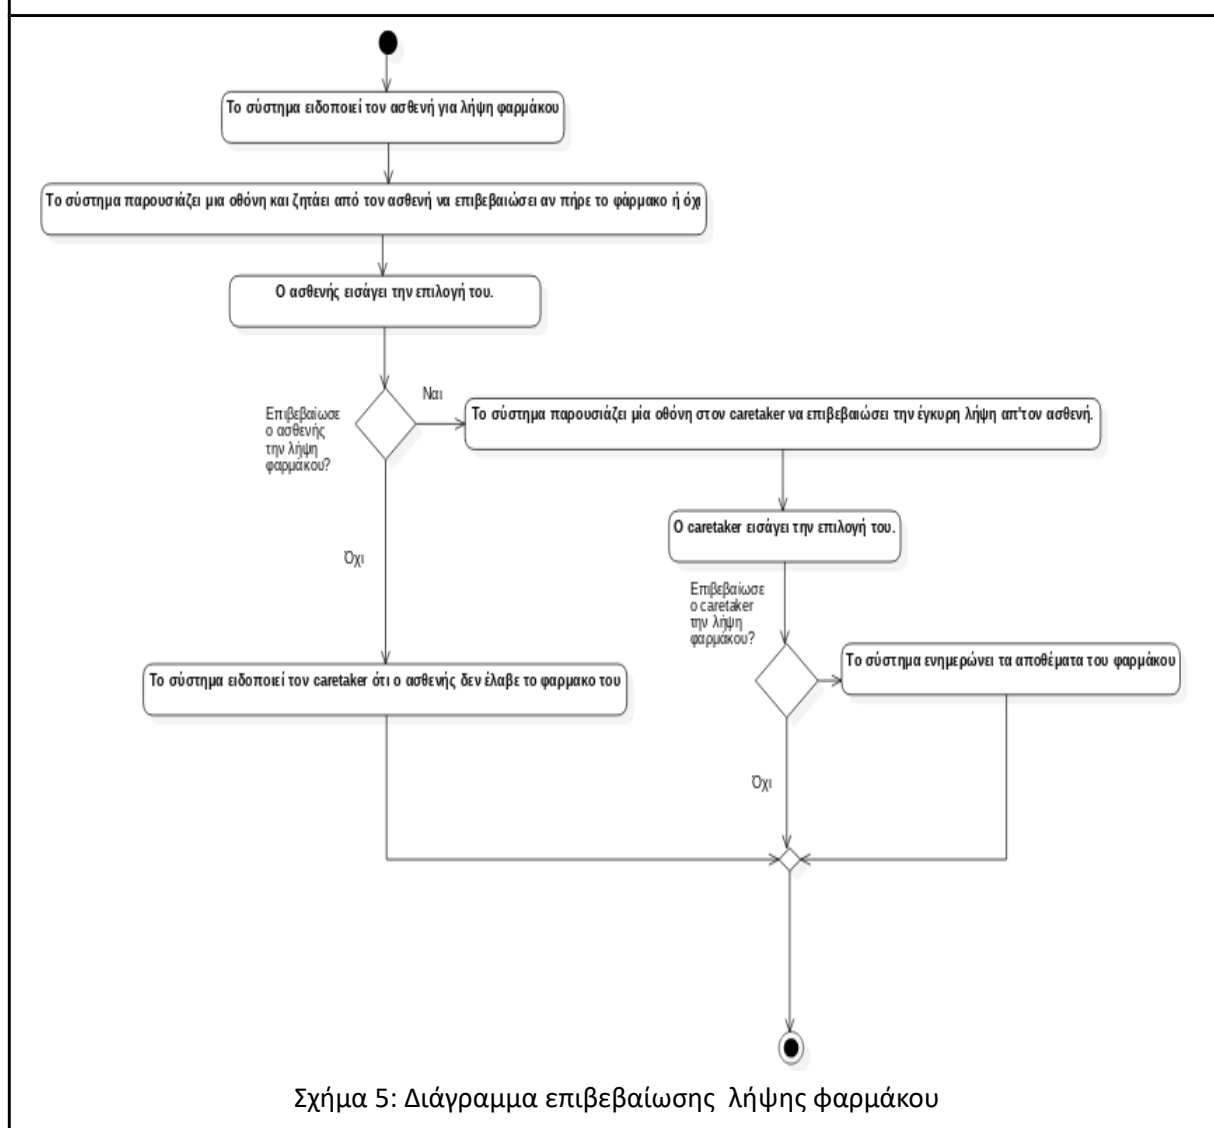 Το σύστημα ειδοποιεί τον ασθενή για λήψη φαρμάκου
Το σύστημα παρουσιάζει μια οθόνη και ζητάει από τον ασθενή να επιβεβαιώσει αν πήρε το φάρμακο ή όχι
Ο ασθενής εισάγει την επιλογή του.
Ναι
Επιβεβαίωσε
ο ασθενής
την λήψη
φαρμάκου?
Το σύστημα παρουσιάζει μία οθόνη στον caretaker να επιβεβαιώσει την έγκυρη λήψη απ'τον ασθενή.
Ο caretaker εισάγει την επιλογή του.
Όχι
Επιβεβαίωσε
ο caretaker
την λήψη
φαρμάκου?
Το σύστημα ενημερώνει τα αποθέματα του φαρμάκου
Το σύστημα ειδοποιεί τον caretaker ότι ο ασθενής δεν έλαβε το φαρμακο του
Όχι
Σχήμα 5: Διάγραμμα επιβεβαίωσης λήψης φαρμάκου